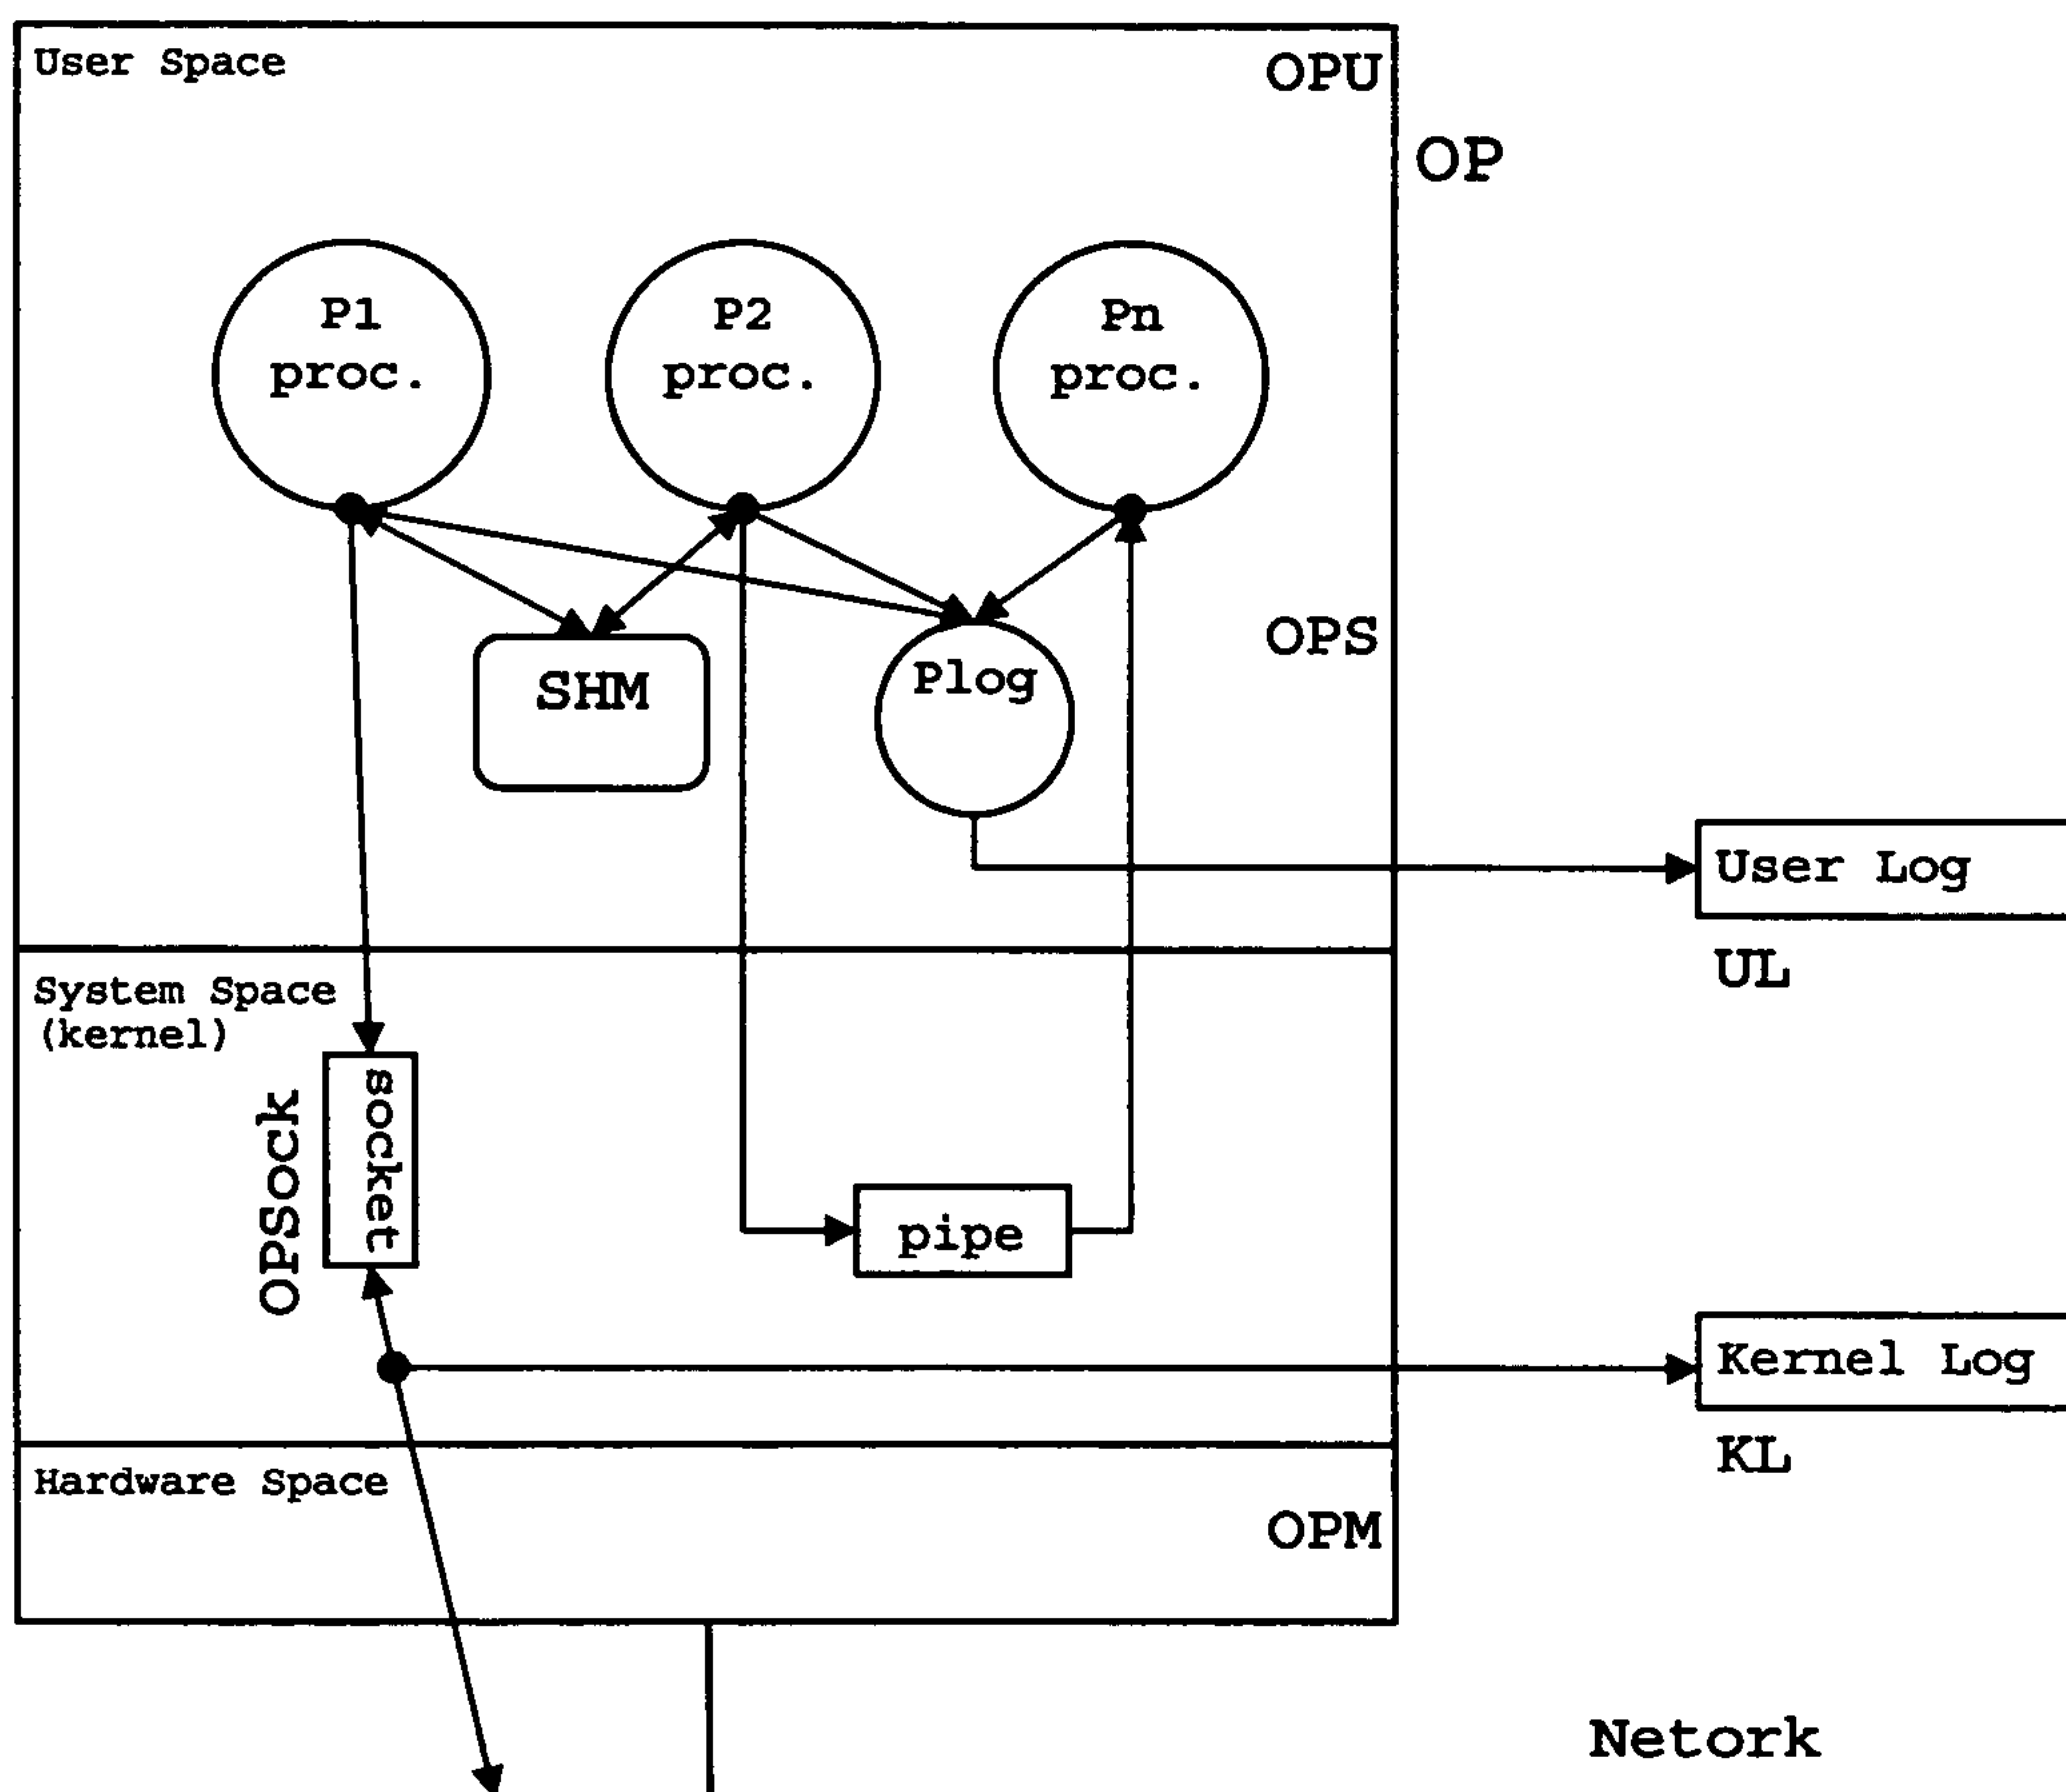 User Space
OPU
OP
P1
proc.
P2
proc.
Pn
proc.
OPS
SHM
Plog
User Log
UL
System Space
(kernel)
OPSock
socket
pipe
Kernel Log
KL
Hardware Space
OPM
Netork